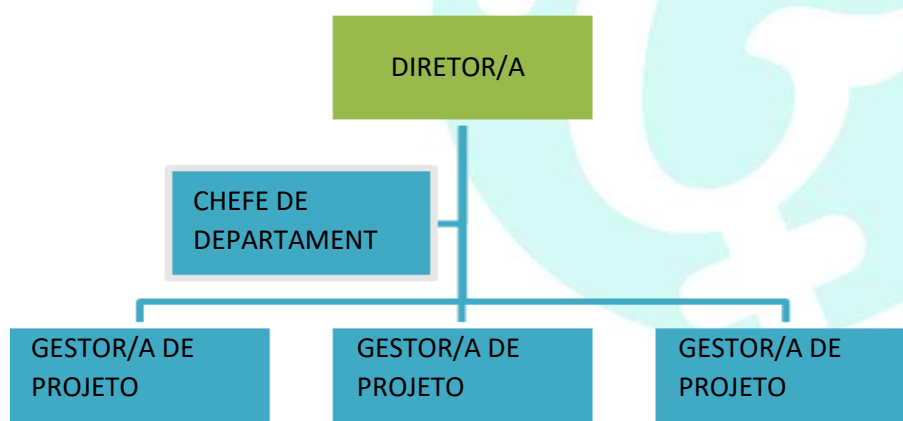 DIRETOR/A
CHEFE DE
DEPARTAMENT
GESTOR/A DE
PROJETO
GESTOR/A DE
PROJETO
GESTOR/A DE
PROJETO